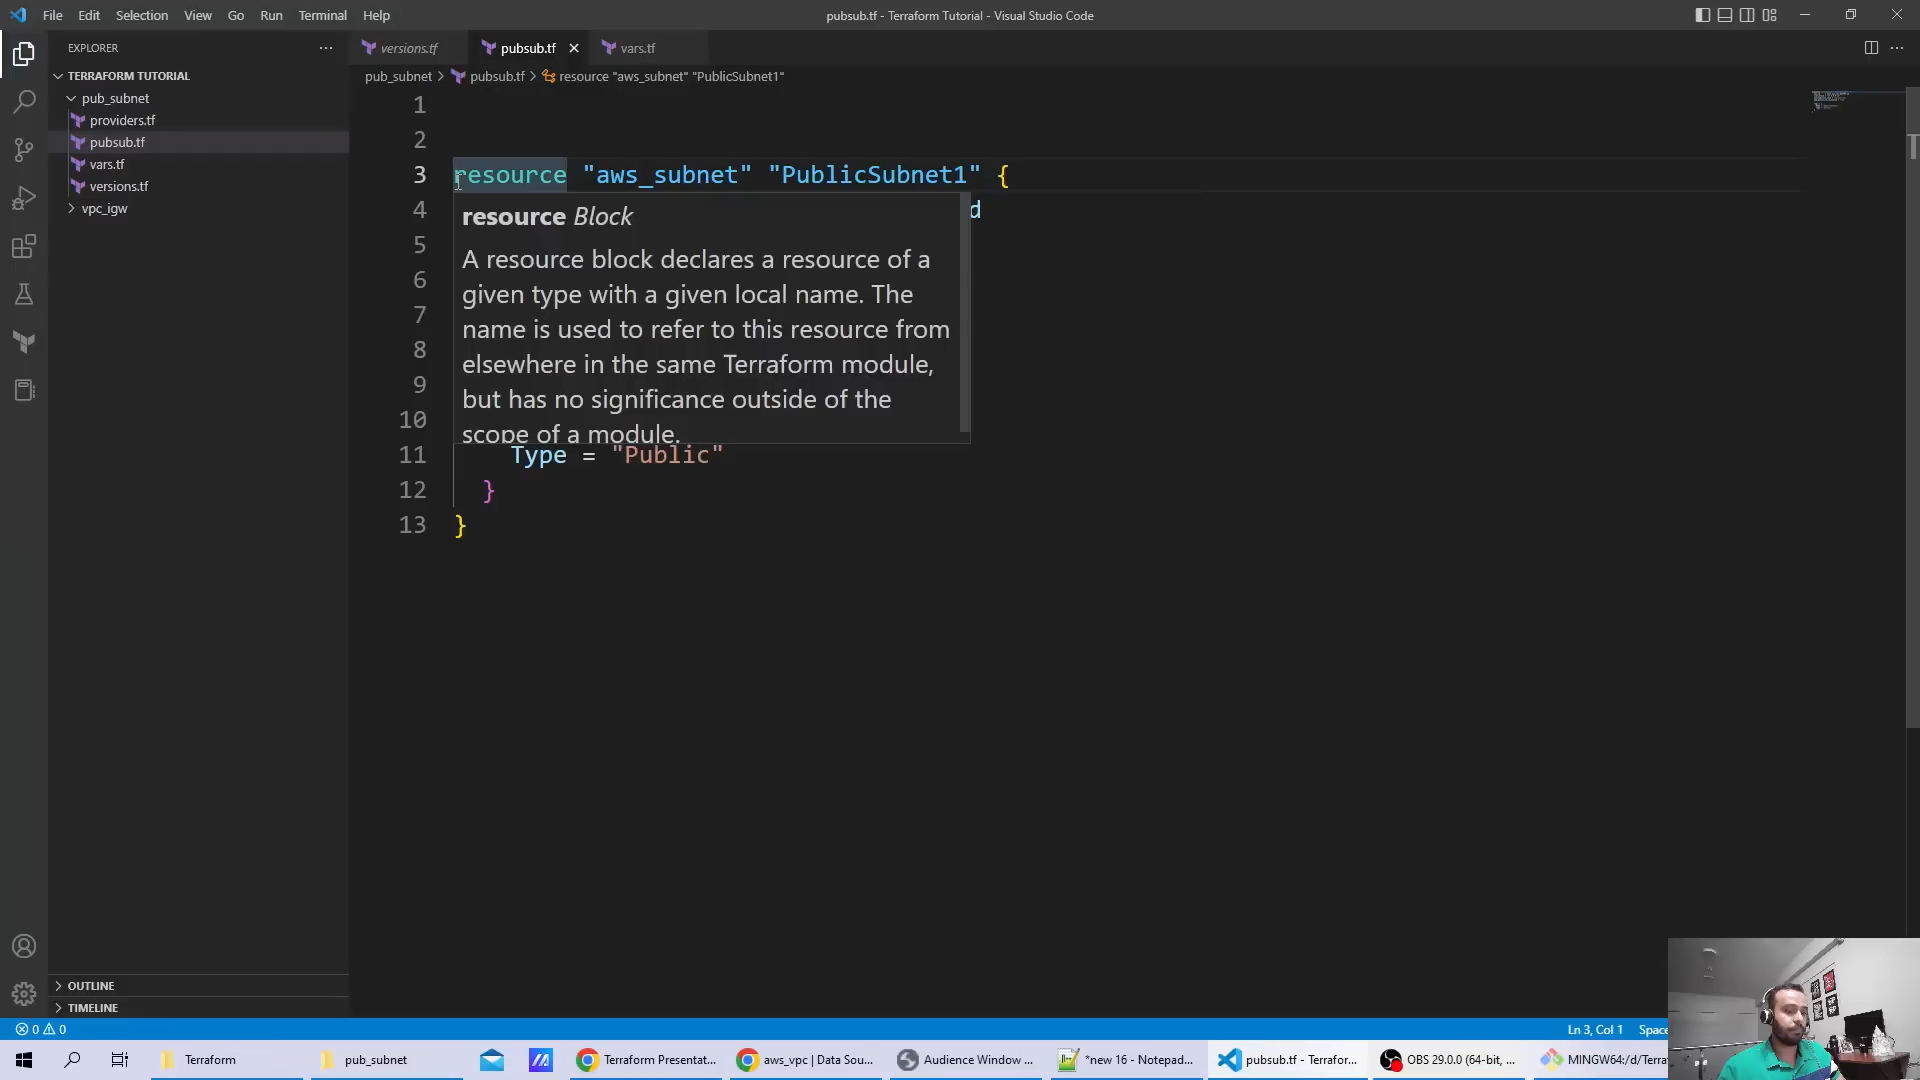 File Edit Selection View Go Run Terminal Help
pubsub.tf - Terraform Tutorial - Visual Studio Code
EXPLORER
versions.tf
pubsub.tf
vars.tf
TERRAFORM TUTORIAL
pub_subnet > pubsub.tf > resource "aws_subnet" "PublicSubnet1"
pub_subnet
providers.tf
pubsub.tf
vars.tf
versions.tf
vpc_igw
1
2
3 resource "aws_subnet" "PublicSubnet1" {
4 d
5
6
7
8
9
10
resource Block
A resource block declares a resource of a
given type with a given local name. The
name is used to refer to this resource from
elsewhere in the same Terraform module,
but has no significance outside of the
scope of a module.
11 Type = "Public"
12 }
13 }
OUTLINE
TIMELINE
0 0
Ln 3, Col 1
Space
Terraform
pub_subnet
Terraform Presentat...
aws_vpc | Data Sou...
Audience Window ...
*new 16 - Notepad...
pubsub.tf - Terrafor...
OBS 29.0.0 (64-bit, ...
MINGW64:/d/Terra